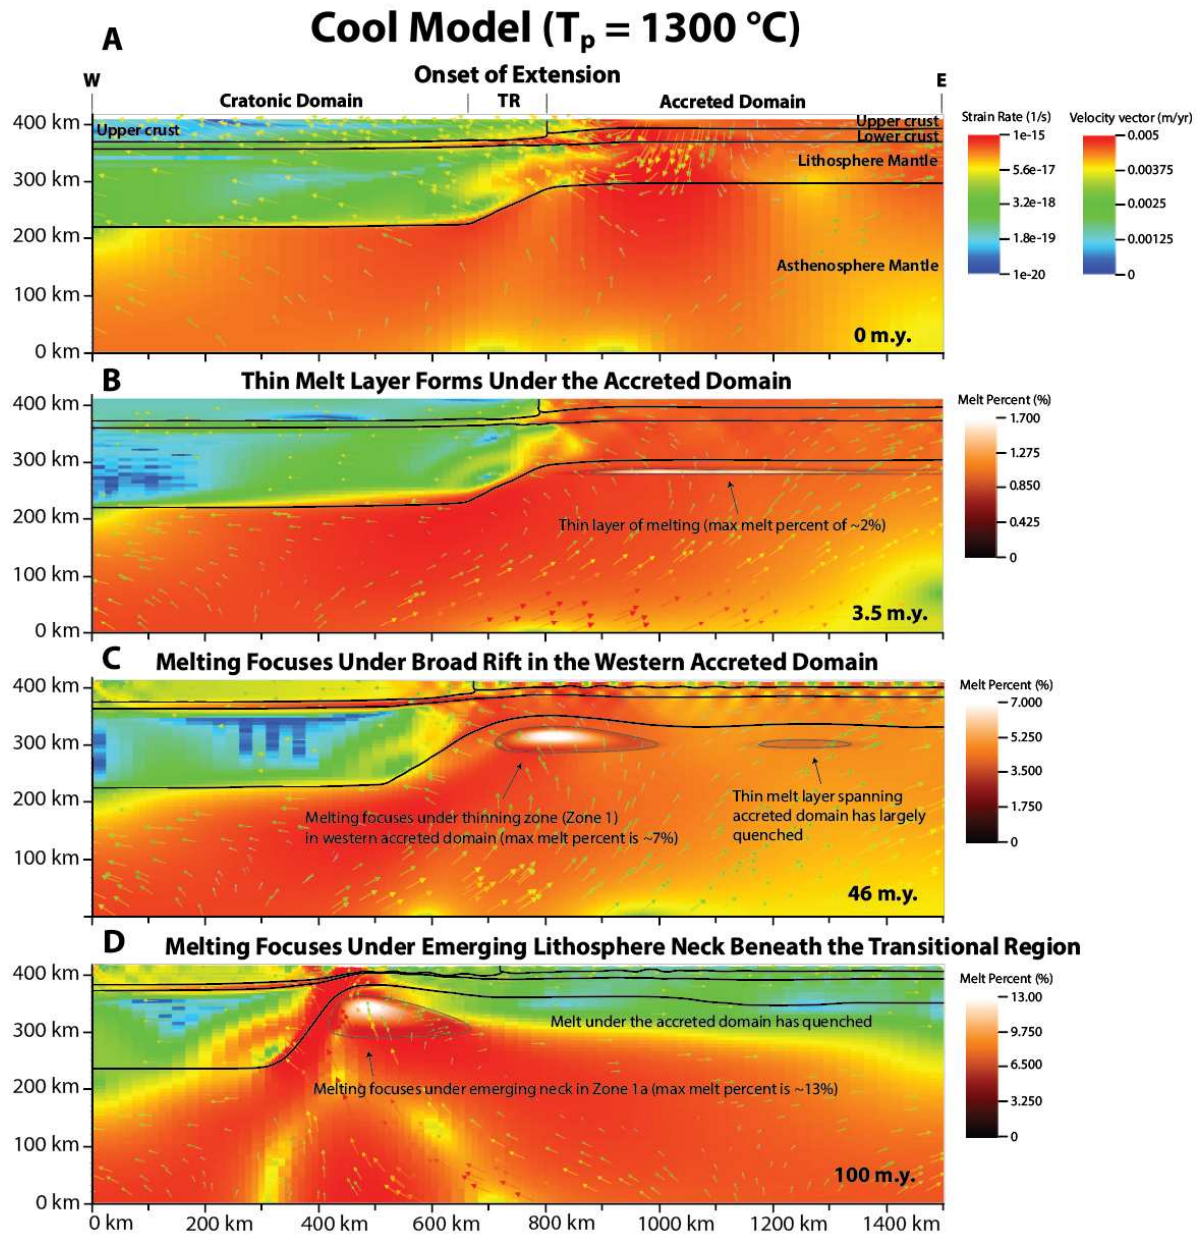 Cool Model (Tp = 1300 °C)
A
Onset of Extension
W
E
Cratonic Domain
TR
Accreted Domain
400 km
300 km
200 km
100 km
0 km
Upper crust
Upper crust
Lower crust
Lithosphere Mantle
Asthenosphere Mantle
0 m.y.
Strain Rate (1/s)
1e-15
5.6e-17
3.2e-18
1.8e-19
1e-20
Velocity vector (m/yr)
0.005
0.00375
0.0025
0.00125
0
B
Thin Melt Layer Forms Under the Accreted Domain
400 km
300 km
200 km
100 km
0 km
Thin layer of melting (max melt percent of ~2%)
3.5 m.y.
Melt Percent (%)
1.700
1.275
0.850
0.425
0
C
Melting Focuses Under Broad Rift in the Western Accreted Domain
400 km
300 km
200 km
100 km
Melting focuses under thinning zone (Zone 1)
in western accreted domain (max melt percent is ~7%)
Thin melt layer spanning
accreted domain has largely
quenched
46 m.y.
Melt Percent (%)
7.000
5.250
3.500
1.750
0
D
Melting Focuses Under Emerging Lithosphere Neck Beneath the Transitional Region
400 km
300 km
200 km
100 km
0 km
Melt under the accreted domain has quenched
Melting focuses under emerging neck in Zone 1a (max melt percent is ~13%)
100 m.y.
Melt Percent (%)
13.00
9.750
6.500
3.250
0
0 km
200 km
400 km
600 km
800 km
1000 km
1200 km
1400 km